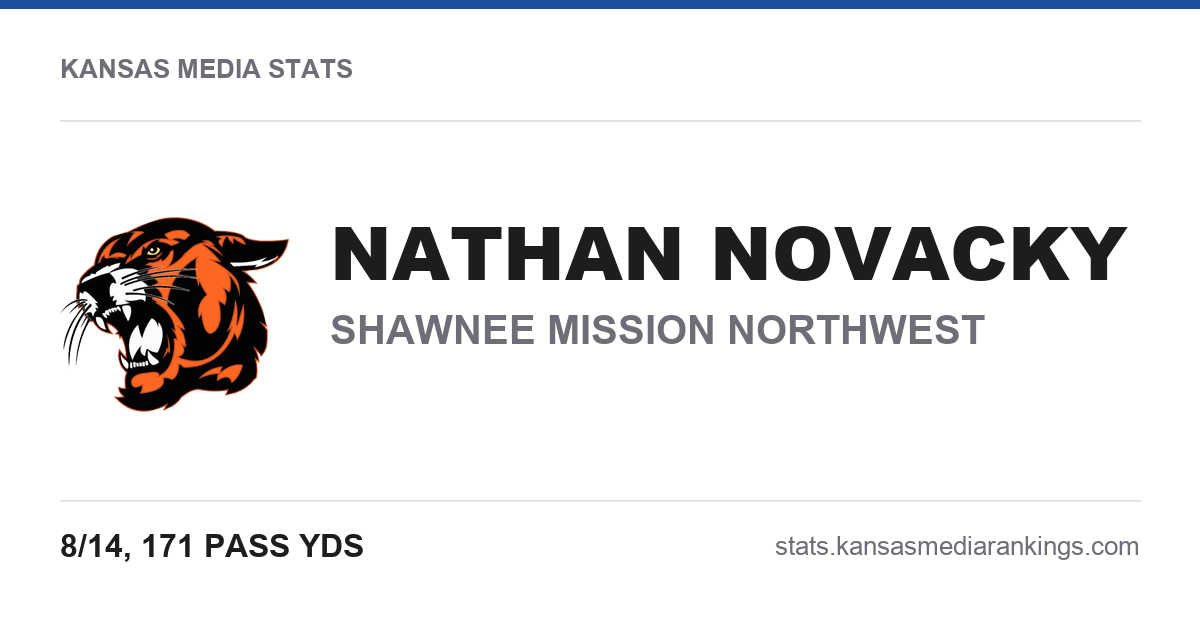 KANSAS MEDIA STATS
NATHAN NOVACKY
SHAWNEE MISSION NORTHWEST
8/14, 171 PASS YDS
stats.kansasmediarankings.com